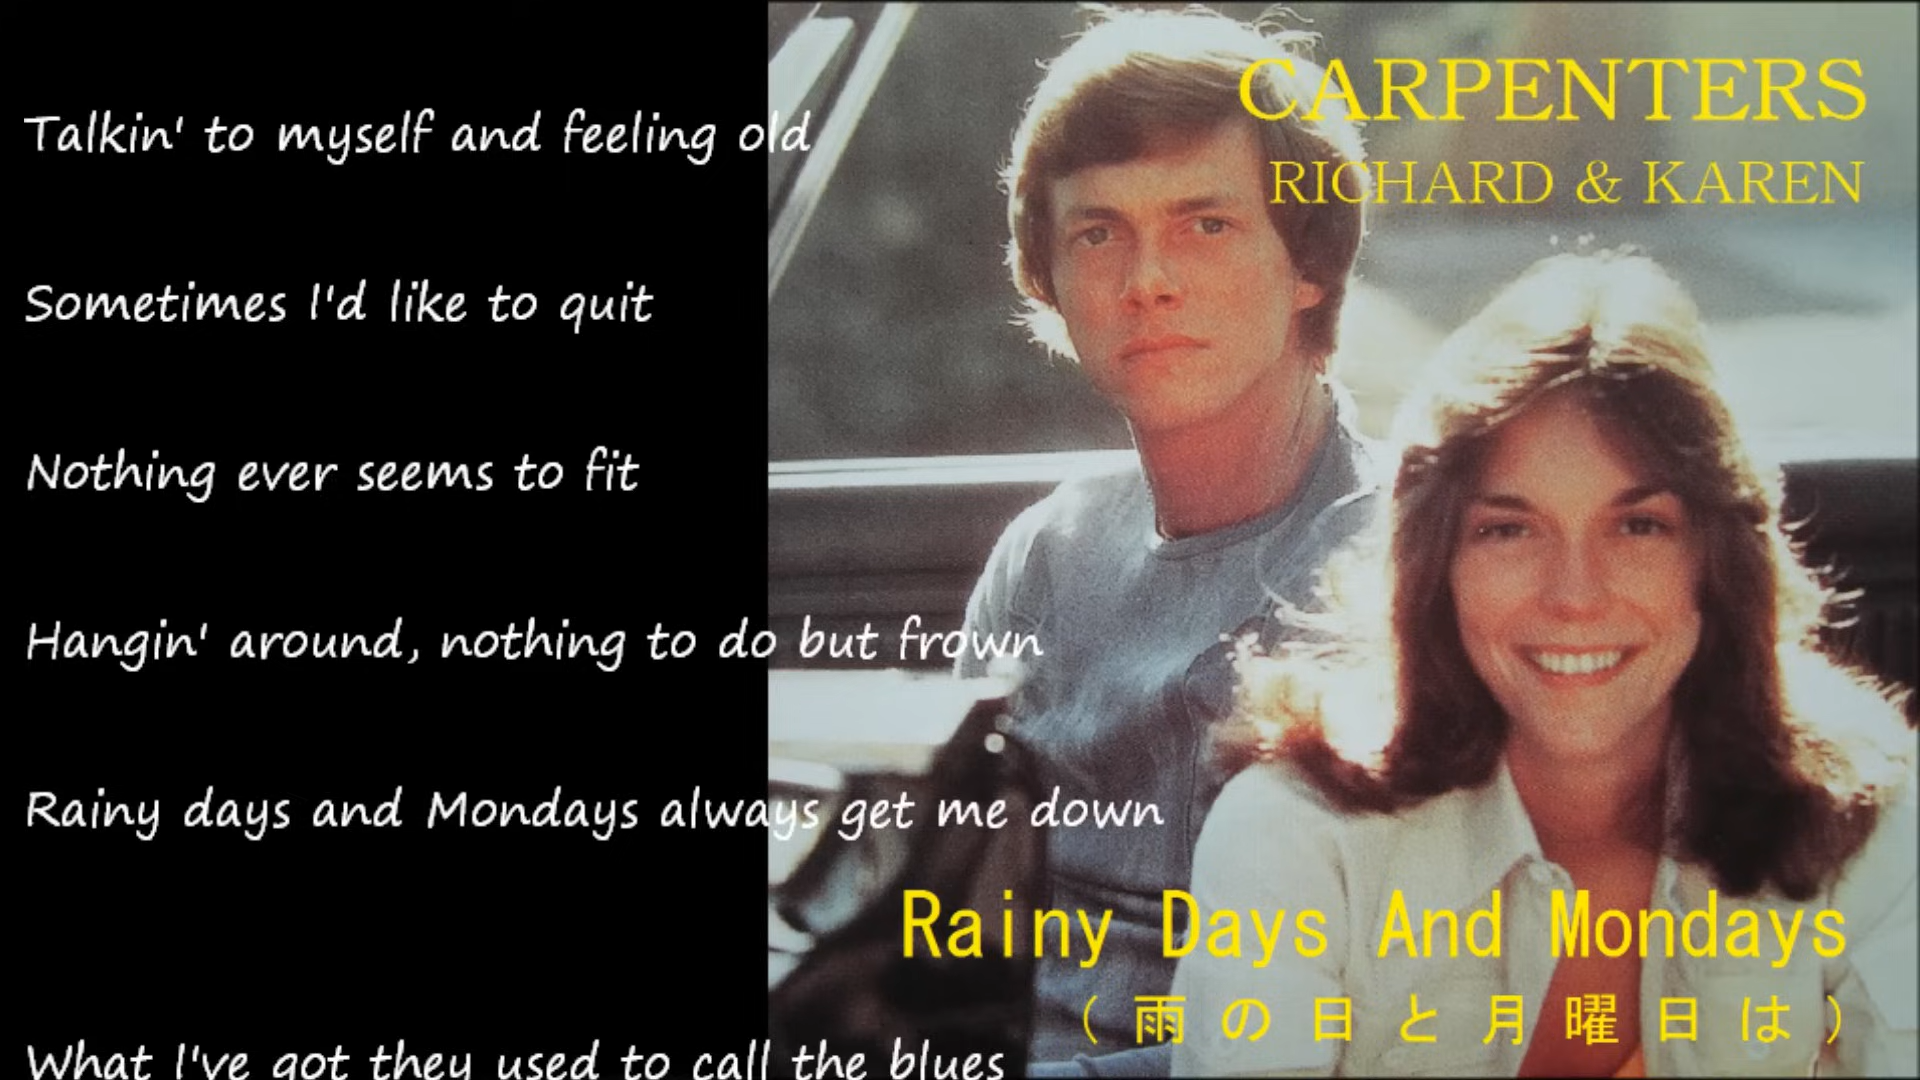 CARPENTERS
RICHARD & KAREN
Talkin' to myself and feeling old
Sometimes I'd like to quit
Nothing ever seems to fit
Hangin' around, nothing to do but frown
Rainy days and Mondays always get me down
Rainy Days And Mondays
(雨の日と月曜日は)
What I've got they used to call the blues